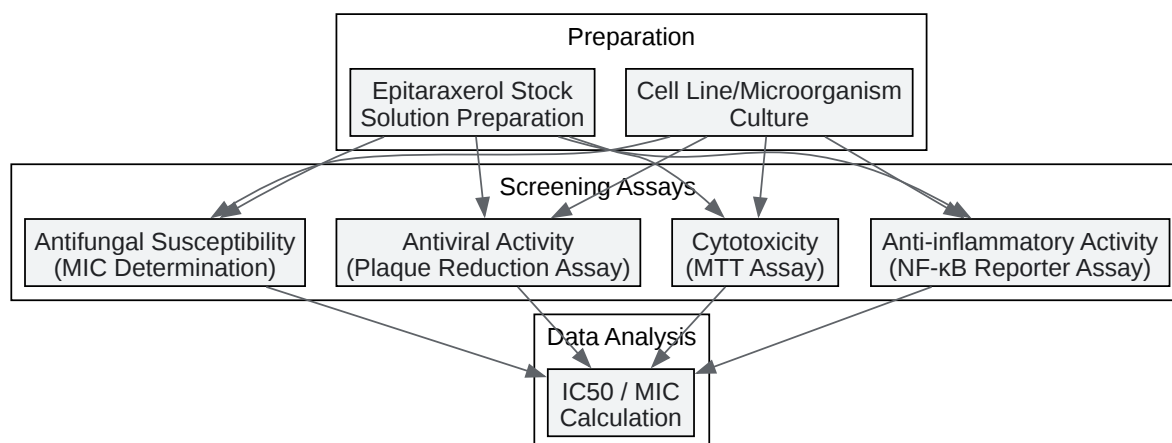 Preparation
Epitaraxerol Stock
Solution Preparation
Cell Line/Microorganism
Culture
Screening Assays
Antifungal Susceptibility
(MIC Determination)
Antiviral Activity
(Plaque Reduction Assay)
Cytotoxicity
(MTT Assay)
Anti-inflammatory Activity
(NF-κB Reporter Assay)
Data Analysis
IC50 / MIC
Calculation